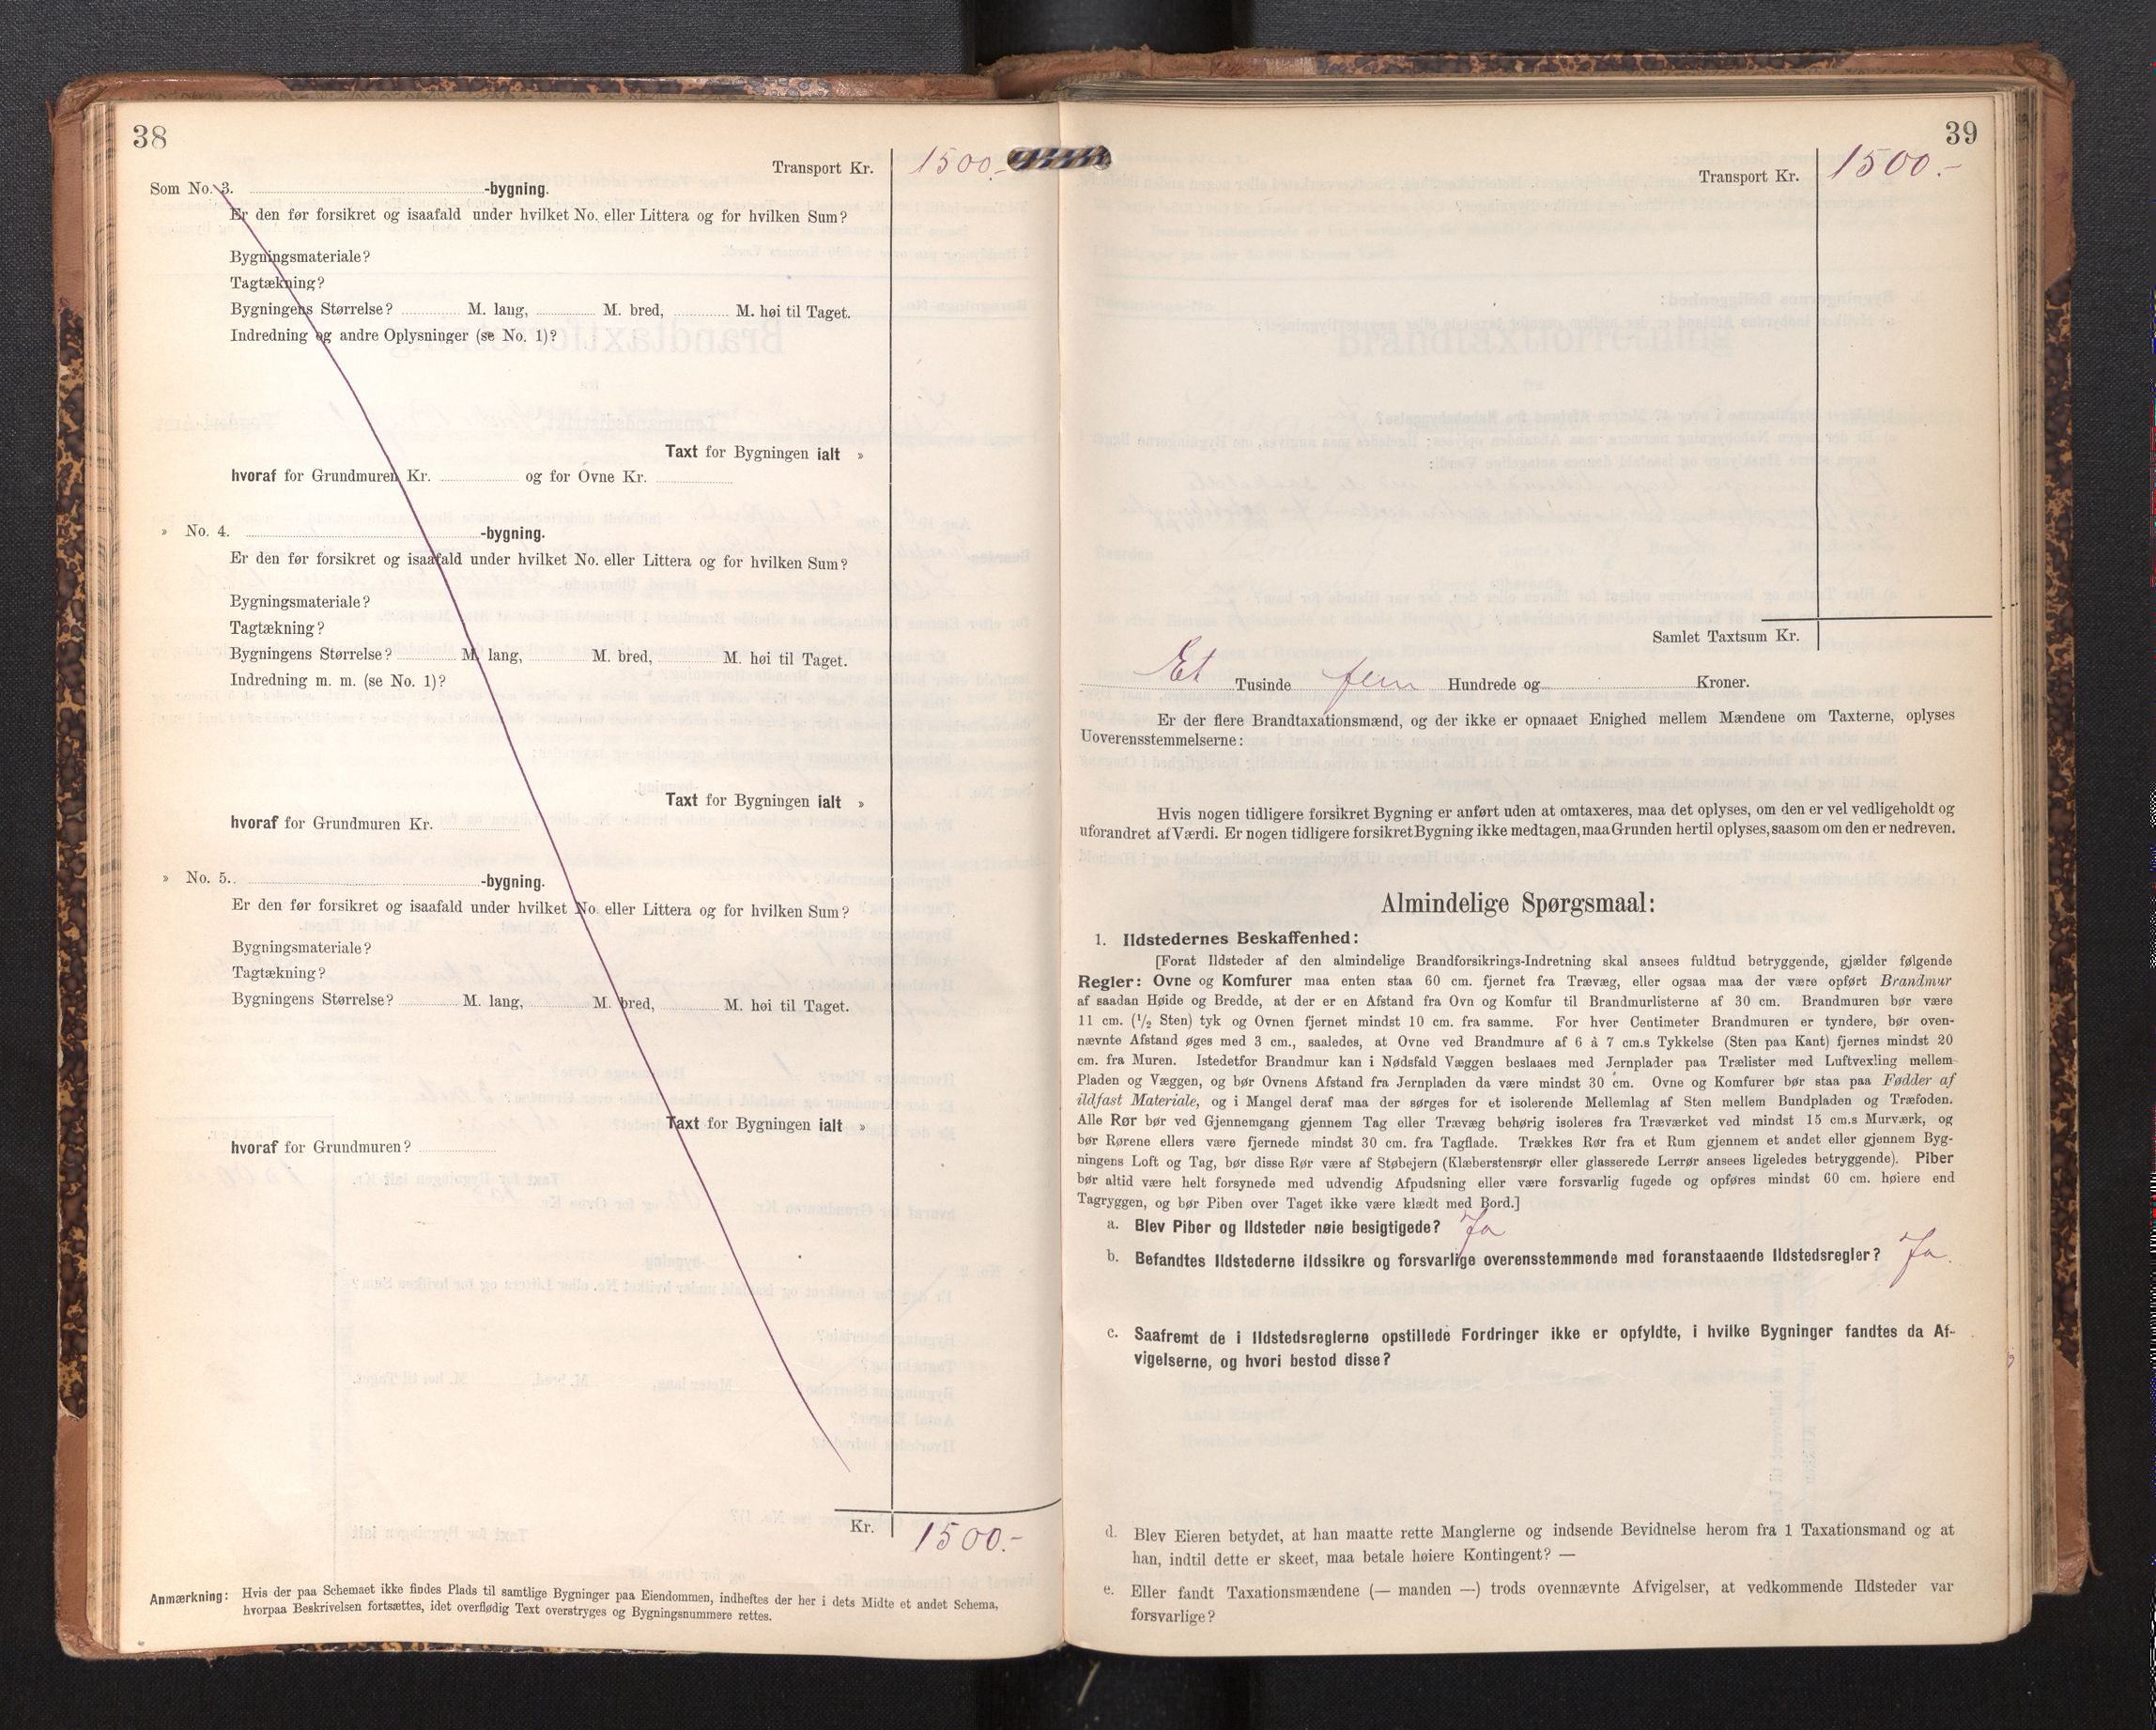 38
Transport Kr. 1500.-
Som No. 3. -bygning.
Er den før forsikret og isaafald under hvilket No. eller Littera og for hvilken Sum?
Bygningsmateriale?
Tagtækning?
Bygningens Størrelse? M. lang, M. bred, M. høi til Taget.
Indredning og andre Oplysninger (se No. 1)?
Taxt for Bygningen ialt »
hvoraf for Grundmuren Kr. og for Ovne Kr.
» No. 4. -bygning.
Er den før forsikret og isaafald under hvilket No. eller Littera og for hvilken Sum?
Bygningsmateriale?
Tagtækning?
Bygningens Størrelse? M. lang, M. bred, M. høi til Taget.
Indredning m. m. (se No. 1)?
Taxt for Bygningen ialt »
hvoraf for Grundmuren Kr.
» No. 5. -bygning.
Er den før forsikret og isaafald under hvilket No. eller Littera og for hvilken Sum?
Bygningsmateriale?
Tagtækning?
Bygningens Størrelse? M. lang, M. bred, M. høi til Taget.
Taxt for Bygningen ialt »
hvoraf for Grundmuren?
Kr. 1500.-
Anmærkning: Hvis der paa Schemaet ikke findes Plads til samtlige Bygninger paa Eiendommen, indheftes der her i dets Midte et andet Schema,
hvorpaa Beskrivelsen fortsættes, idet overflødig Text overstryges og Bygningsnummere rettes.
39
Transport Kr. 1500.-
Samlet Taxtsum Kr.
Et Tusinde fem Hundrede og Kroner.
Er der flere Brandtaxationsmænd, og der ikke er opnaaet Enighed mellem Mændene om Taxterne, oplyses
Uoverensstemmelserne:
Hvis nogen tidligere forsikret Bygning er anført uden at omtaxeres, maa det oplyses, om den er vel vedligeholdt og
uforandret af Værdi. Er nogen tidligere forsikret Bygning ikke medtagen, maa Grunden hertil oplyses, saasom om den er nedreven.
Almindelige Spørgsmaal:
1. Ildstedernes Beskaffenhed:
[Forat Ildsteder af den almindelige Brandforsikrings-Indretning skal ansees fuldtud betryggende, gjælder følgende
Regler: Ovne og Komfurer maa enten staa 60 cm. fjernet fra Trævæg, eller ogsaa maa der være opført Brandmur
af saadan Høide og Bredde, at der er en Afstand fra Ovn og Komfur til Brandmurlisterne af 30 cm. Brandmuren bør være
11 cm. (1/2 Sten) tyk og Ovnen fjernet mindst 10 cm. fra samme. For hver Centimeter Brandmuren er tyndere, bør oven-
nævnte Afstand øges med 3 cm., saaledes, at Ovne ved Brandmure af 6 à 7 cm.s Tykkelse (Sten paa Kant) fjernes mindst 20
cm. fra Muren. Istedetfor Brandmur kan i Nødsfald Væggen beslaaes med Jernplader paa Trælister med Luftvexling mellem
Pladen og Væggen, og bør Ovnens Afstand fra Jernpladen da være mindst 30 cm. Ovne og Komfurer bør staa paa Fødder af
ildfast Materiale, og i Mangel deraf maa der sørges for et isolerende Mellemlag af Sten mellem Bundpladen og Træfoden.
Alle Rør bør ved Gjennemgang gjennem Tag eller Trævæg behørig isoleres fra Træværket ved mindst 15 cm.s Murværk, og
bør Rørene ellers være fjernede mindst 30 cm. fra Tagflade. Trækkes Rør fra et Rum gjennem et andet eller gjennem Byg-
ningens Loft og Tag, bør disse Rør være af Støbejern (Klæberstensrør eller glasserede Lerrør ansees ligeledes betryggende). Piber
bør altid være helt forsynede med udvendig Afpudsning eller være forsvarlig fugede og opføres mindst 60 cm. høiere end
Tagryggen, og bør Piben over Taget ikke være klædt med Bord.]
a. Blev Piber og Ildsteder nøie besigtigede? Ja
b. Befandtes Ildstederne ildssikre og forsvarlige overensstemmende med foranstaaende Ildstedsregler? Ja.
c. Saafremt de i Ildstedsreglerne opstillede Fordringer ikke er opfyldte, i hvilke Bygninger fandtes da Af-
vigelserne, og hvori bestod disse?
d. Blev Eieren betydet, at han maatte rette Manglerne og indsende Bevidnelse herom fra 1 Taxationsmand og at
han, indtil dette er skeet, maa betale høiere Kontingent? —
e. Eller fandt Taxationsmændene (— manden —) trods ovennævnte Afvigelser, at vedkommende Ildsteder var
forsvarlige?